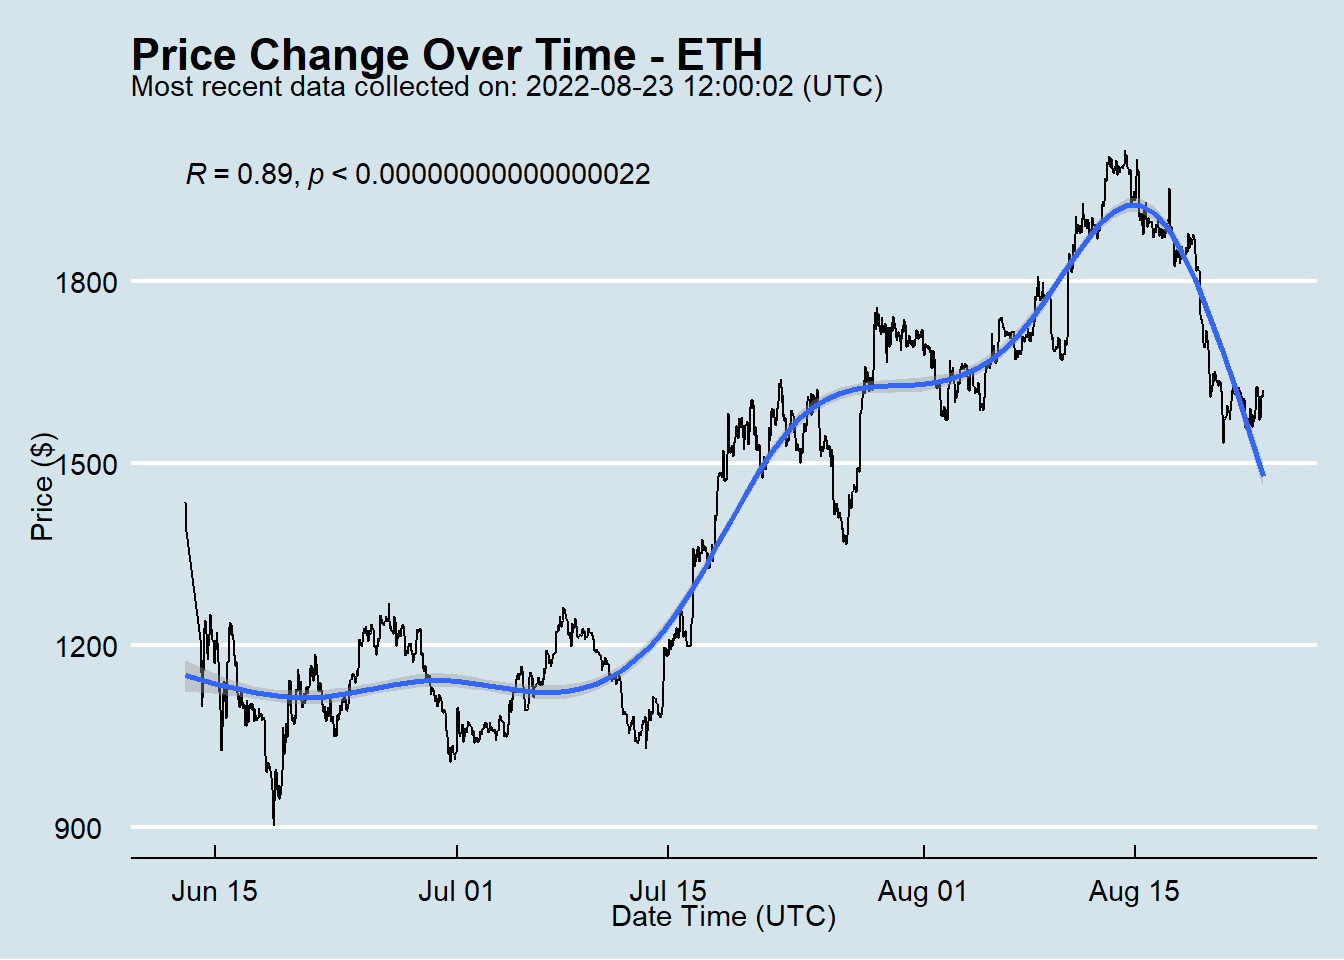 Price Change Over Time - ETH
Most recent data collected on: 2022-08-23 12:00:02 (UTC)
R = 0.89, p < 0.00000000000000022
Price ($)
1800
1500
1200
900
Jun 15 Jul 01 Jul 15 Aug 01 Aug 15
Date Time (UTC)